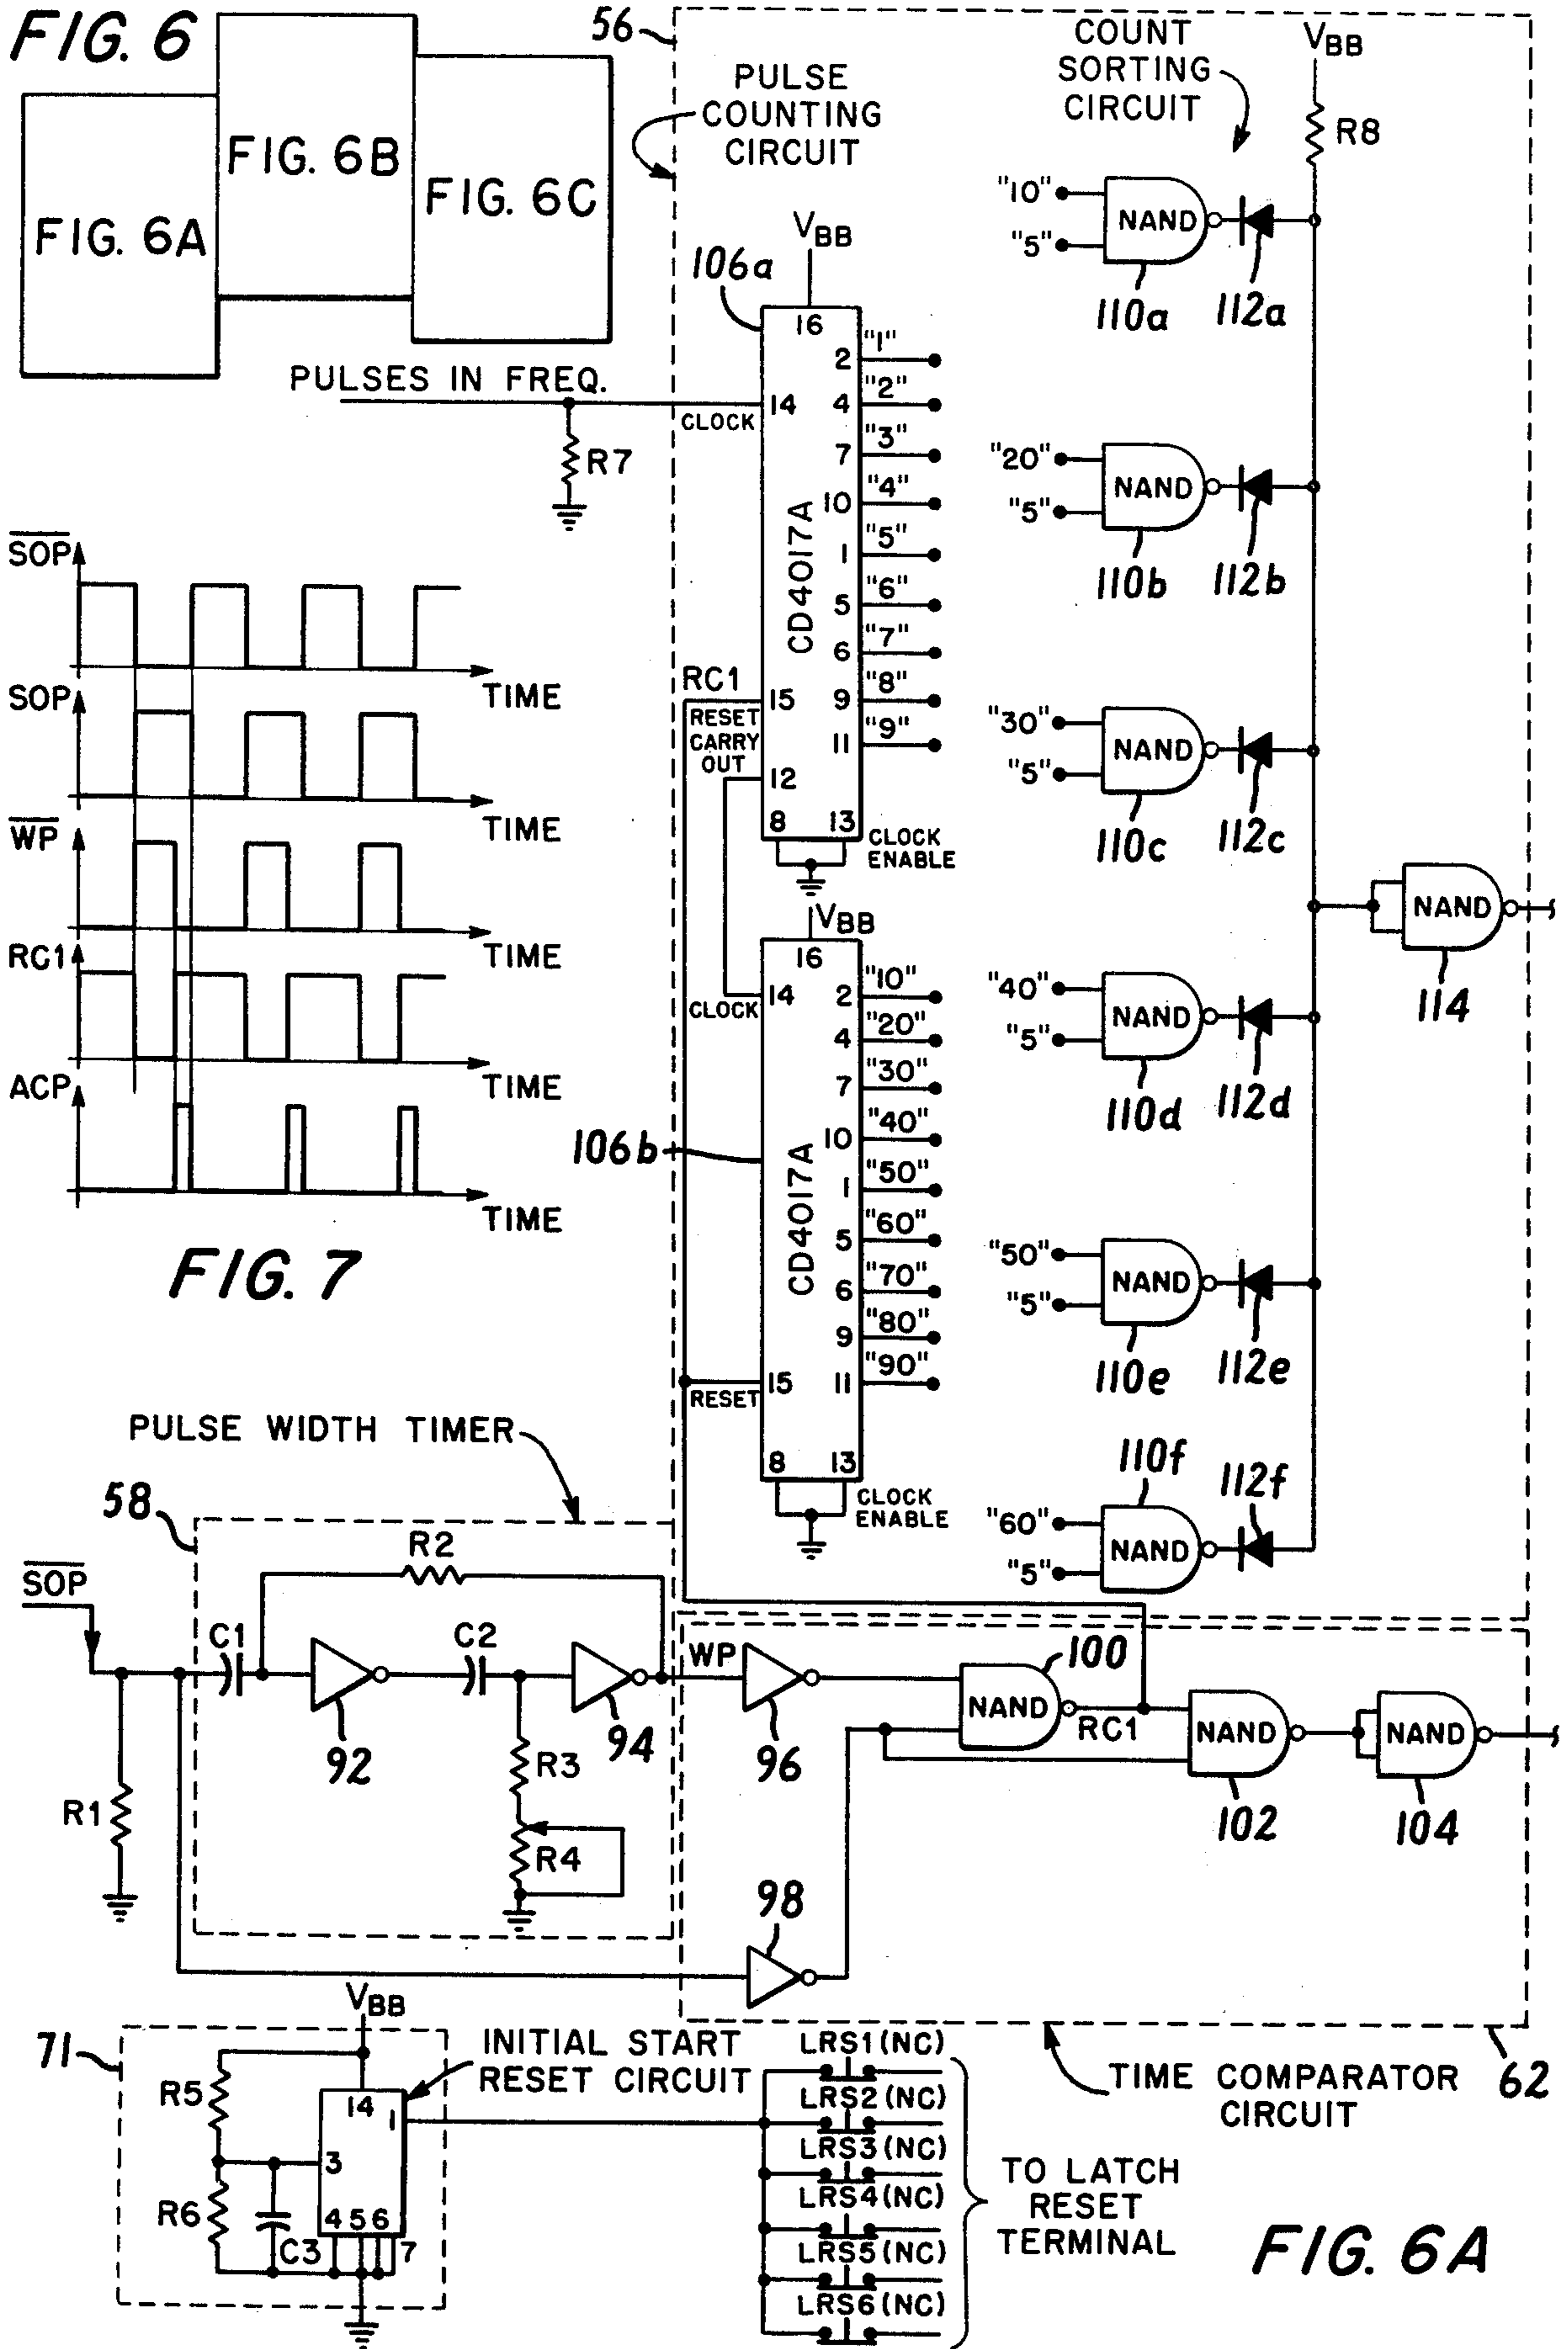 FIG. 6
FIG. 6A
FIG. 6B
FIG. 6C
56
PULSE
COUNTING
CIRCUIT
COUNT
SORTING
CIRCUIT
VBB
R8
"10"
"5"
NAND
110a
112a
VBB
106a
16
2 "1"
4 "2"
7 "3"
10 "4"
1 "5"
5 "6"
6 "7"
9 "8"
11 "9"
CD4017A
PULSES IN FREQ.
14
CLOCK
R7
RC1
15
RESET
CARRY
OUT
12
8 13
CLOCK
ENABLE
"20"
"5"
NAND
110b
112b
"30"
"5"
NAND
110c
112c
NAND
114
"40"
"5"
NAND
110d
112d
"50"
"5"
NAND
110e
112e
"60"
"5"
NAND
110f
112f
VBB
16
14
CLOCK
2 "10"
4 "20"
7 "30"
10 "40"
1 "50"
5 "60"
6 "70"
9 "80"
11 "90"
CD4017A
106b
15
RESET
8 13
CLOCK
ENABLE
SOP
TIME
SOP
TIME
WP
TIME
RC1
TIME
ACP
TIME
FIG. 7
PULSE WIDTH TIMER
58
SOP
R2
C1
C2
92
94
R1
R3
R4
WP
96
98
NAND
100
RC1
NAND
102
NAND
104
TIME COMPARATOR
CIRCUIT
62
71
VBB
INITIAL START
RESET CIRCUIT
R5
R6
C3
14
1
3
4 5 6 7
LRS1(NC)
LRS2(NC)
LRS3(NC)
LRS4(NC)
LRS5(NC)
LRS6(NC)
TO LATCH
RESET
TERMINAL
FIG. 6A